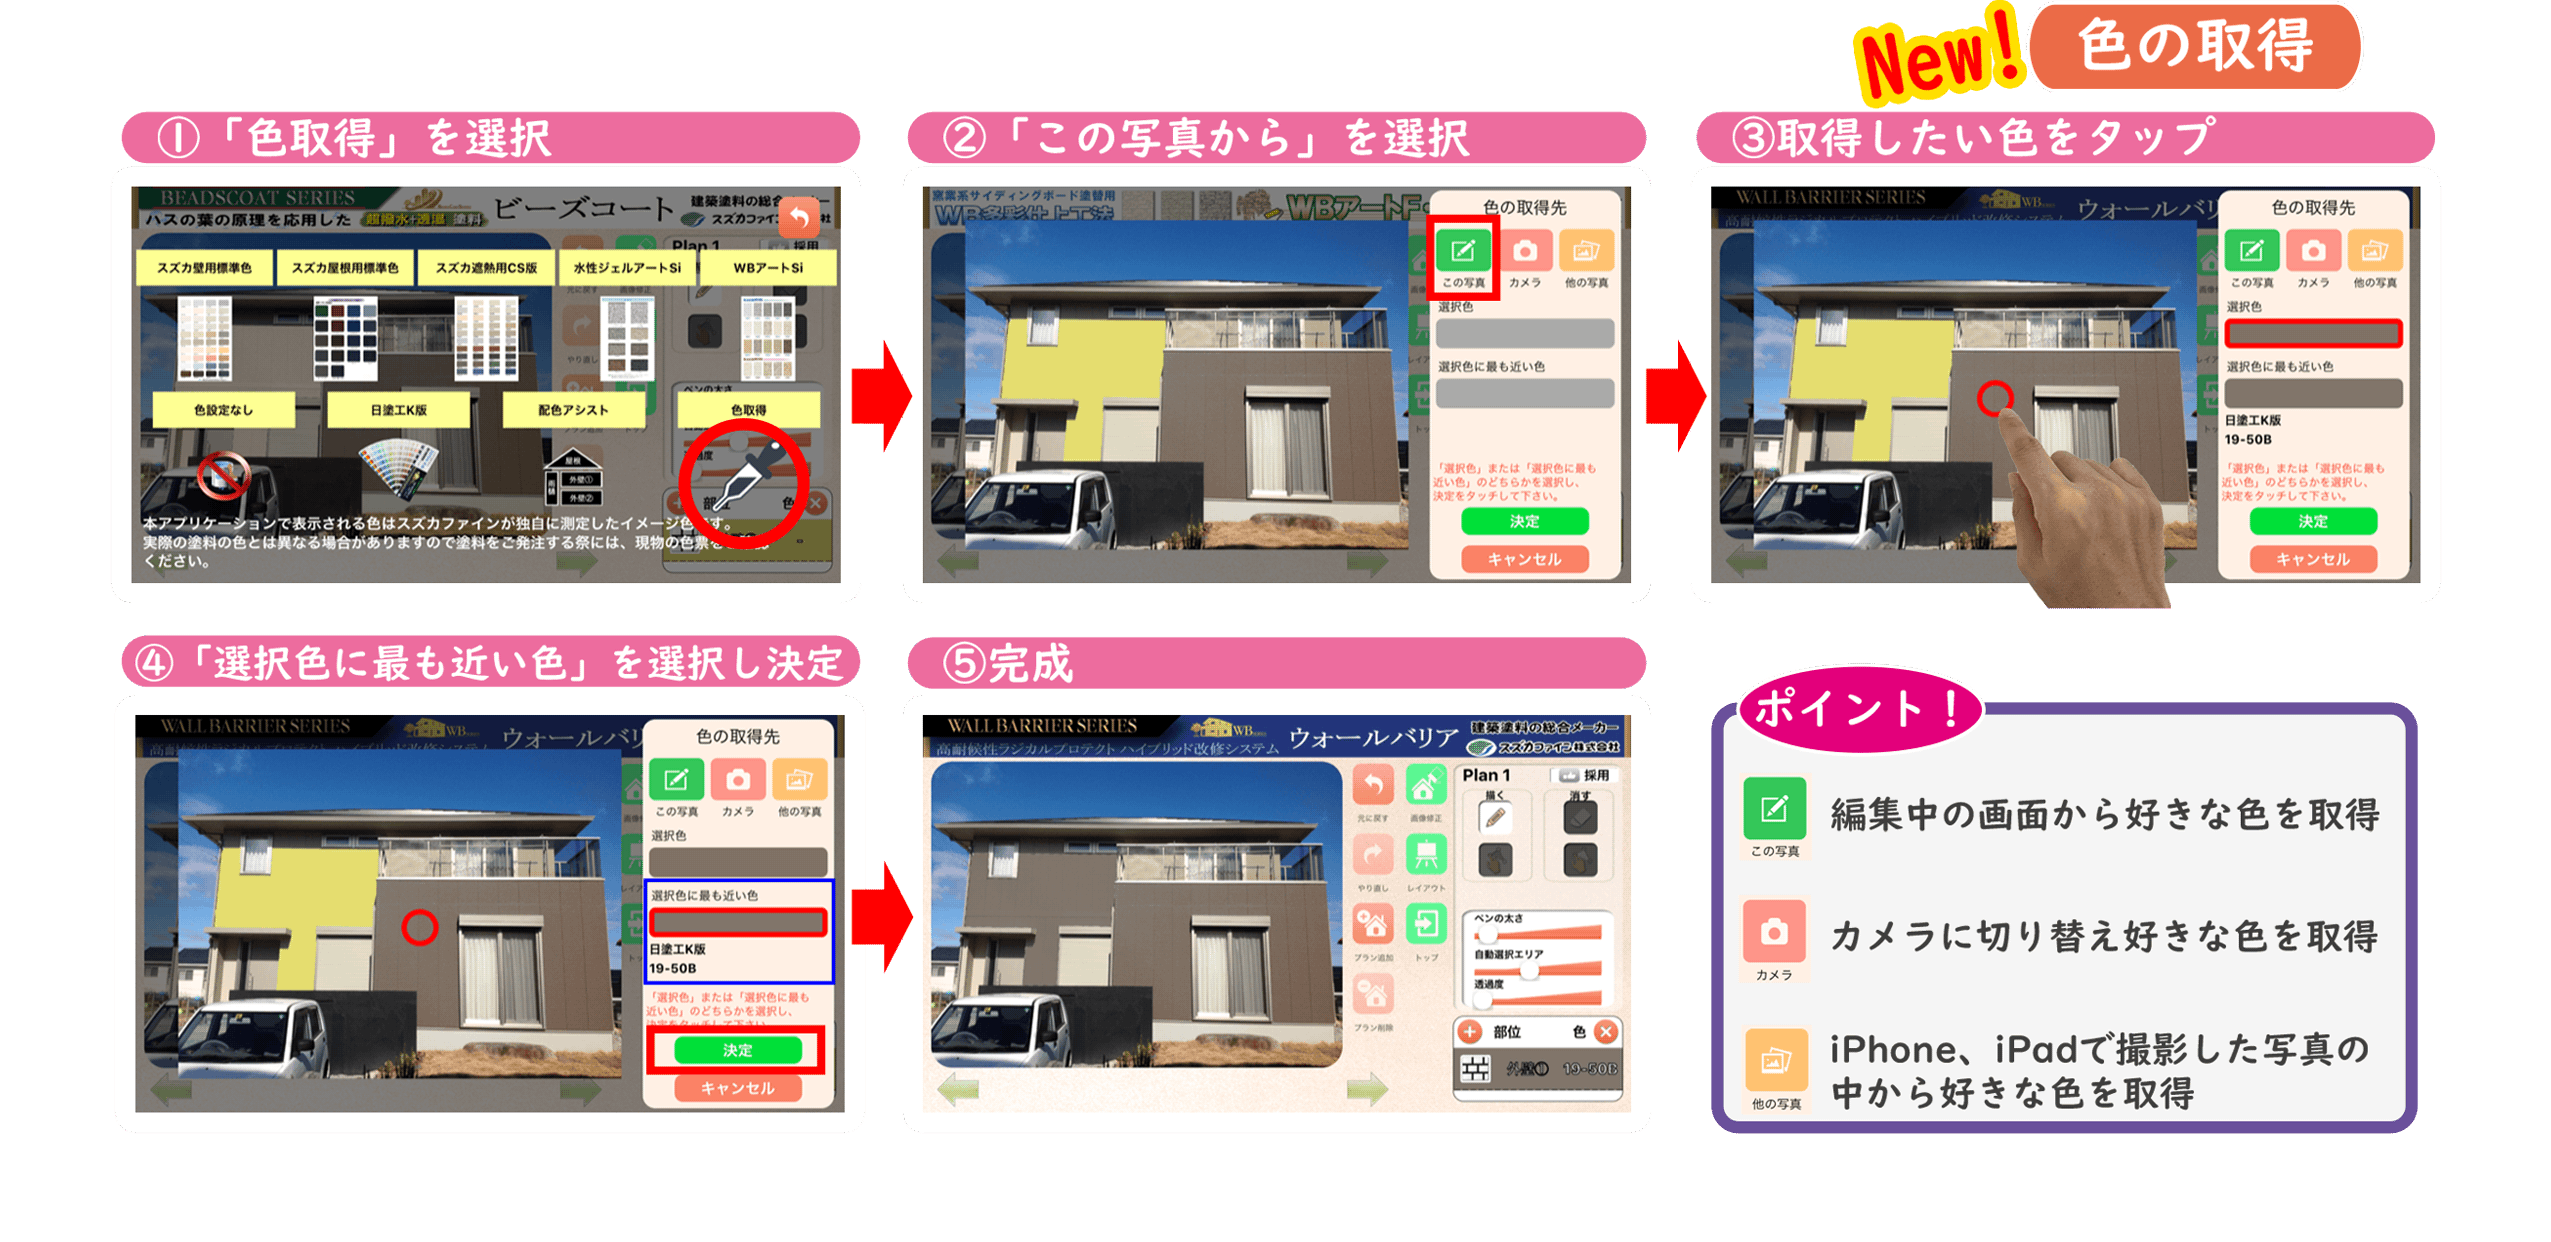 New!
色の取得
①「色取得」を選択
BEADSCOAT SERIES
ハスの葉の原理を応用した 超撥水+透湿 塗料
ビーズコート
Plan 1
採用
スズカ壁用標準色
スズカ屋根用標準色
スズカ遮熱用CS版
水性ジェルアートSi
WBアートSi
やり直し
ペンの太さ
色設定なし
日塗工K版
配色アシスト
色取得
屋根
外壁①
外壁②
本アプリケーションで表示される色はスズカファインが独自に測定したイメージ色です。
実際の塗料の色とは異なる場合がありますので塗料をご発注する祭には、現物の色票を
ください。
②「この写真から」を選択
窯業系サイディングボード塗替用
WB多彩仕上工法
WBアートF
色の取得先
この写真
カメラ
他の写真
選択色
選択色に最も近い色
「選択色」または「選択色に最も
近い色」のどちらかを選択し、
決定をタッチして下さい。
決定
キャンセル
③取得したい色をタップ
WALL BARRIER SERIES
ウォールバリ
色の取得先
この写真
カメラ
他の写真
選択色
選択色に最も近い色
日塗工K版
19-50B
「選択色」または「選択色に最も
近い色」のどちらかを選択し、
決定をタッチして下さい。
決定
キャンセル
④「選択色に最も近い色」を選択し決定
WALL BARRIER SERIES
ウォールバリ
色の取得先
この写真
カメラ
他の写真
選択色
選択色に最も近い色
日塗工K版
19-50B
「選択色」または「選択色に最も
近い色」のどちらかを選択し、
決定をタッチして下さい。
決定
キャンセル
⑤完成
WALL BARRIER SERIES
WB
高耐候性ラジカルプロテクト ハイブリッド改修システム
ウォールバリア
建築塗料の総合メーカー
スズカファイン株式会社
Plan 1
採用
描く
消す
元に戻す
画像修正
やり直し
レイアウト
プラン追加
トップ
プラン削除
ペンの太さ
自動選択エリア
透過度
部位
色
外壁①
19-50B
ポイント！
この写真
編集中の画面から好きな色を取得
カメラ
カメラに切り替え好きな色を取得
他の写真
iPhone、iPadで撮影した写真の
中から好きな色を取得